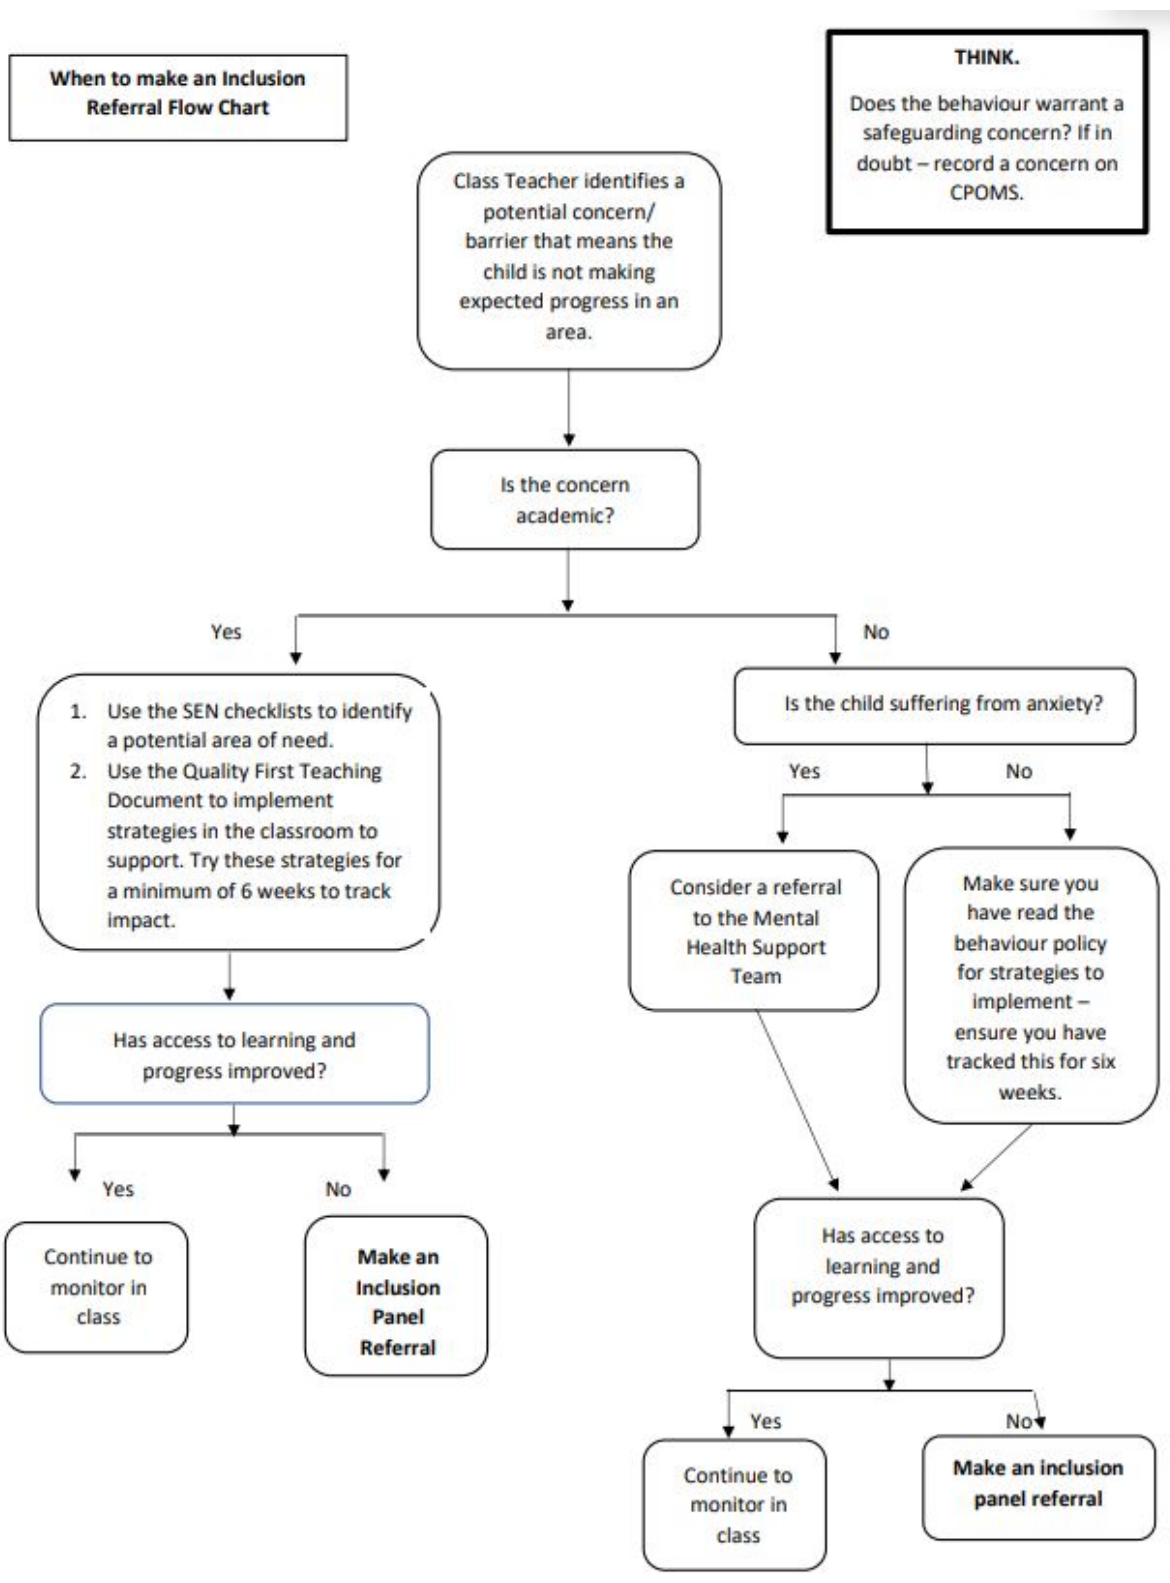 When to make an Inclusion
Referral Flow Chart
THINK.
Does the behaviour warrant a
safeguarding concern? If in
doubt – record a concern on
CPOMS.
Class Teacher identifies a
potential concern/
barrier that means the
child is not making
expected progress in an
area.
Is the concern
academic?
Yes
No
1. Use the SEN checklists to identify
a potential area of need.
2. Use the Quality First Teaching
Document to implement
strategies in the classroom to
support. Try these strategies for
a minimum of 6 weeks to track
impact.
Is the child suffering from anxiety?
Yes
No
Consider a referral
to the Mental
Health Support
Team
Make sure you
have read the
behaviour policy
for strategies to
implement –
ensure you have
tracked this for six
weeks.
Has access to learning and
progress improved?
Yes
No
Continue to
monitor in
class
Make an
Inclusion
Panel
Referral
Has access to
learning and
progress improved?
Yes
No
Continue to
monitor in
class
Make an inclusion
panel referral